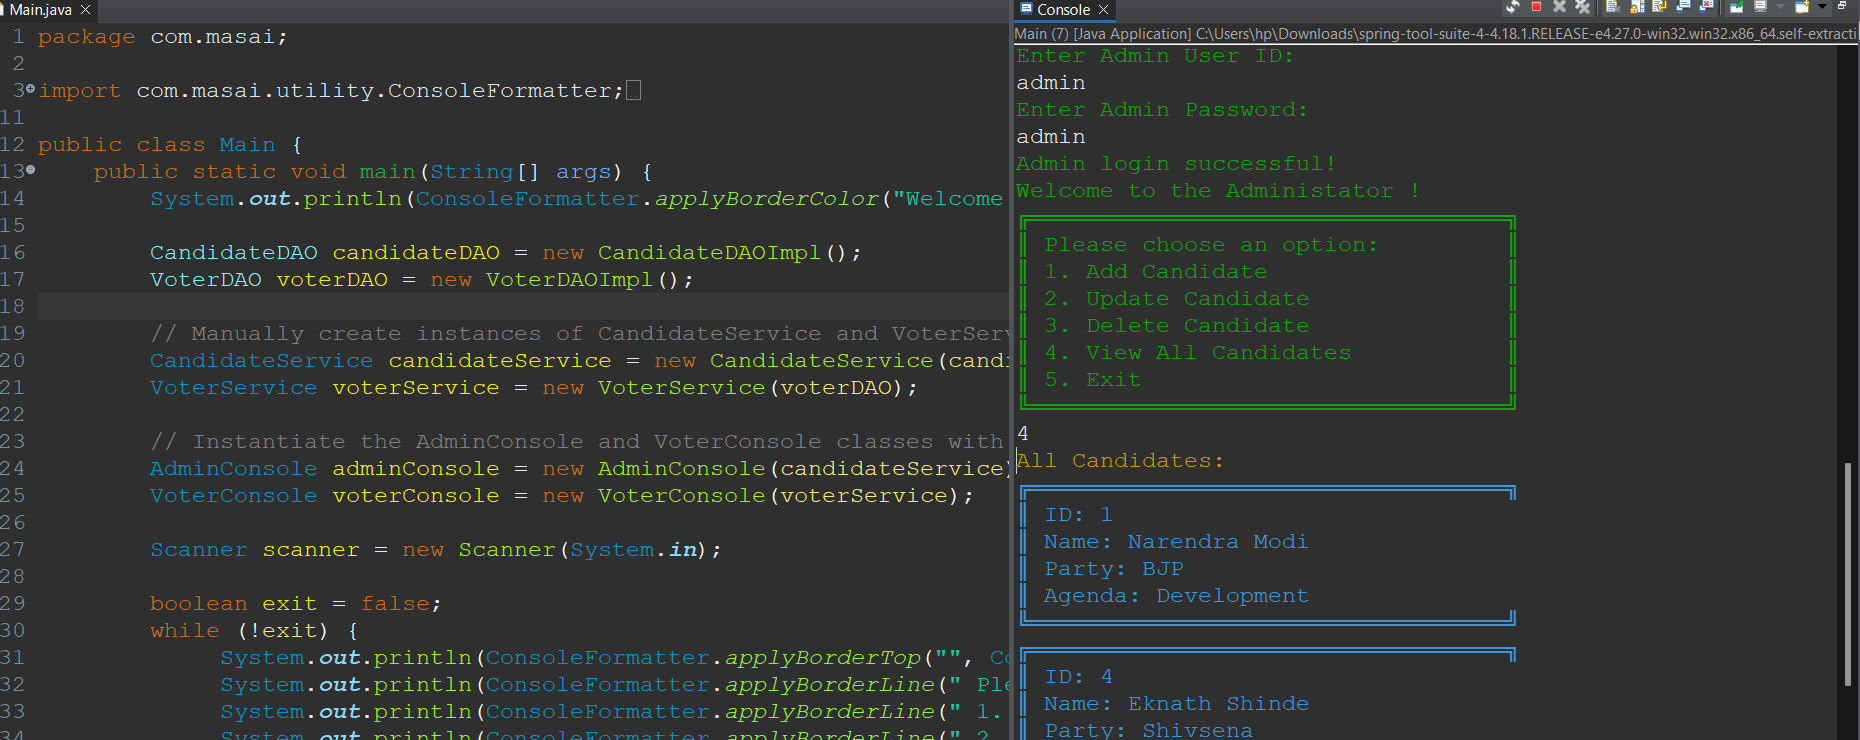 Main.java
1 package com.masai;
2
3 import com.masai.utility.ConsoleFormatter;
11
12 public class Main {
13 public static void main(String[] args) {
14 System.out.println(ConsoleFormatter.applyBorderColor("Welcome
15
16 CandidateDAO candidateDAO = new CandidateDAOImpl();
17 VoterDAO voterDAO = new VoterDAOImpl();
18
19 // Manually create instances of CandidateService and VoterServ
20 CandidateService candidateService = new CandidateService(candi
21 VoterService voterService = new VoterService(voterDAO);
22
23 // Instantiate the AdminConsole and VoterConsole classes with
24 AdminConsole adminConsole = new AdminConsole(candidateService)
25 VoterConsole voterConsole = new VoterConsole(voterService);
26
27 Scanner scanner = new Scanner(System.in);
28
29 boolean exit = false;
30 while (!exit) {
31 System.out.println(ConsoleFormatter.applyBorderTop("", Co
32 System.out.println(ConsoleFormatter.applyBorderLine(" Ple
33 System.out.println(ConsoleFormatter.applyBorderLine(" 1.
34 System.out.println(ConsoleFormatter.applyBorderLine(" 2
Console
Main (7) [Java Application] C:\Users\hp\Downloads\spring-tool-suite-4-4.18.1.RELEASE-e4.27.0-win32.win32.x86_64.self-extracti
Enter Admin User ID:
admin
Enter Admin Password:
admin
Admin login successful!
Welcome to the Administator !
Please choose an option:
1. Add Candidate
2. Update Candidate
3. Delete Candidate
4. View All Candidates
5. Exit
4
All Candidates:
ID: 1
Name: Narendra Modi
Party: BJP
Agenda: Development
ID: 4
Name: Eknath Shinde
Party: Shivsena